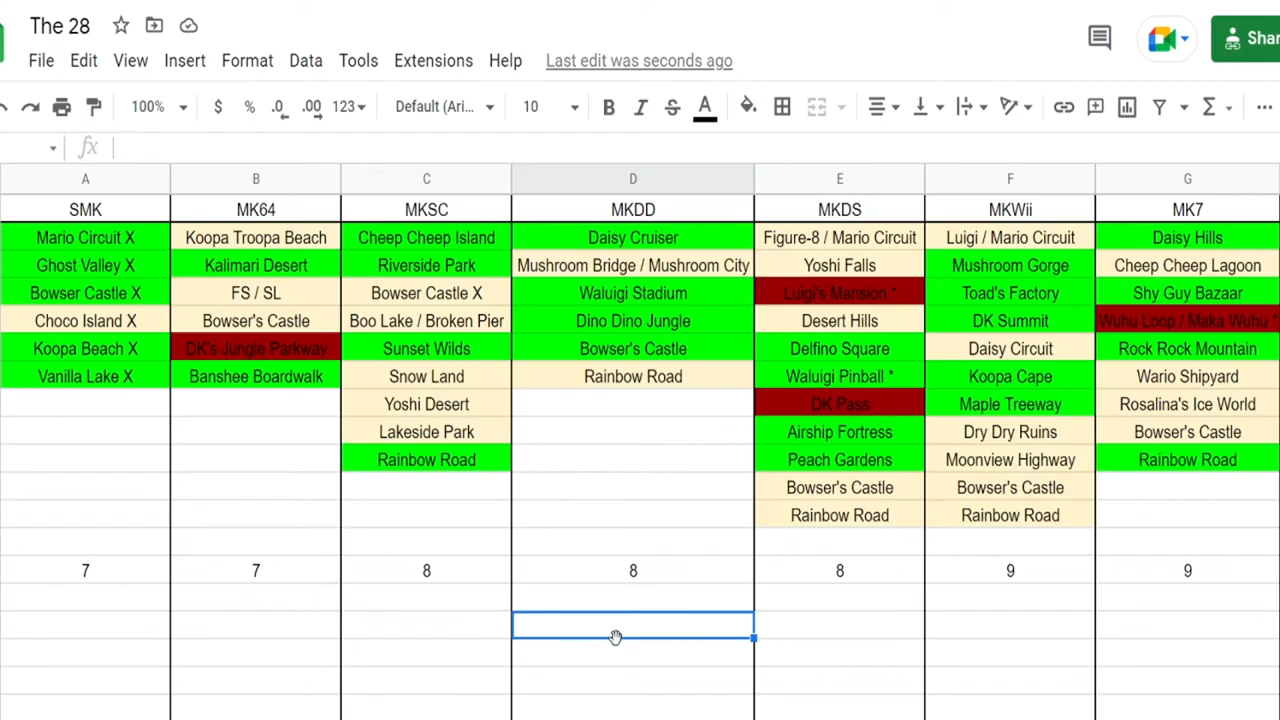 The 28
Shar
File Edit View Insert Format Data Tools Extensions Help Last edit was seconds ago
100% $ % .0 .00 123 Default (Ari... 10 B I S A Σ ...
fx
A B C D E F G
SMK MK64 MKSC MKDD MKDS MKWii MK7
Mario Circuit X Koopa Troopa Beach Cheep Cheep Island Daisy Cruiser Figure-8 / Mario Circuit Luigi / Mario Circuit Daisy Hills
Ghost Valley X Kalimari Desert Riverside Park Mushroom Bridge / Mushroom City Yoshi Falls Mushroom Gorge Cheep Cheep Lagoon
Bowser Castle X FS / SL Bowser Castle X Waluigi Stadium Luigi's Mansion * Toad's Factory Shy Guy Bazaar
Choco Island X Bowser's Castle Boo Lake / Broken Pier Dino Dino Jungle Desert Hills DK Summit Wuhu Loop / Maka Wuhu *
Koopa Beach X DK's Jungle Parkway Sunset Wilds Bowser's Castle Delfino Square Daisy Circuit Rock Rock Mountain
Vanilla Lake X Banshee Boardwalk Snow Land Rainbow Road Waluigi Pinball * Koopa Cape Wario Shipyard
Yoshi Desert DK Pass Maple Treeway Rosalina's Ice World
Lakeside Park Airship Fortress Dry Dry Ruins Bowser's Castle
Rainbow Road Peach Gardens Moonview Highway Rainbow Road
Bowser's Castle Bowser's Castle
Rainbow Road Rainbow Road
7 7 8 8 8 9 9